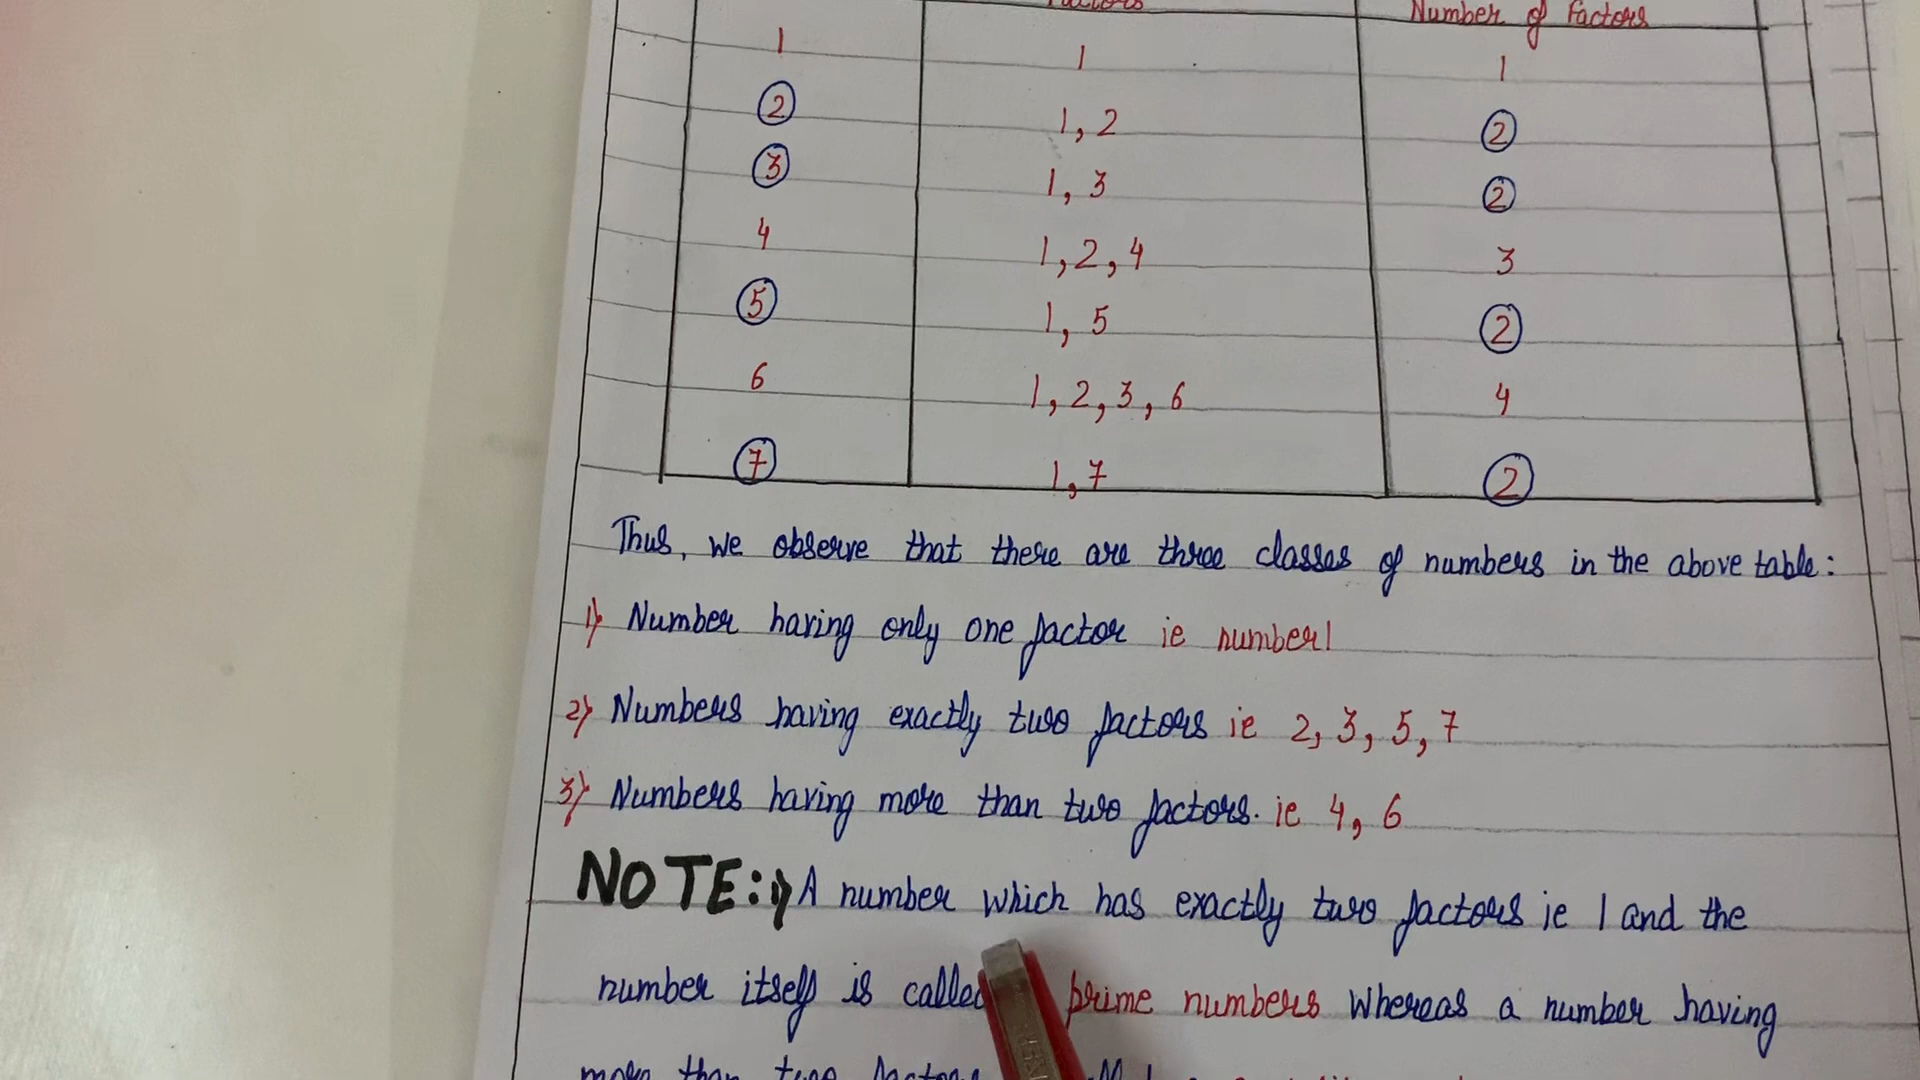 Factors Number of factors
1 1 1
2 1, 2 2
3 1, 3 2
4 1, 2, 4 3
5 1, 5 2
6 1, 2, 3, 6 4
7 1, 7 2
Thus, we observe that there are three classes of numbers in the above table:
1) Number having only one factor ie number 1
2) Numbers having exactly two factors ie 2, 3, 5, 7
3) Numbers having more than two factors. ie 4, 6
NOTE: 1) A number which has exactly two factors ie 1 and the
number itself is called prime numbers whereas a number having
more than two factors